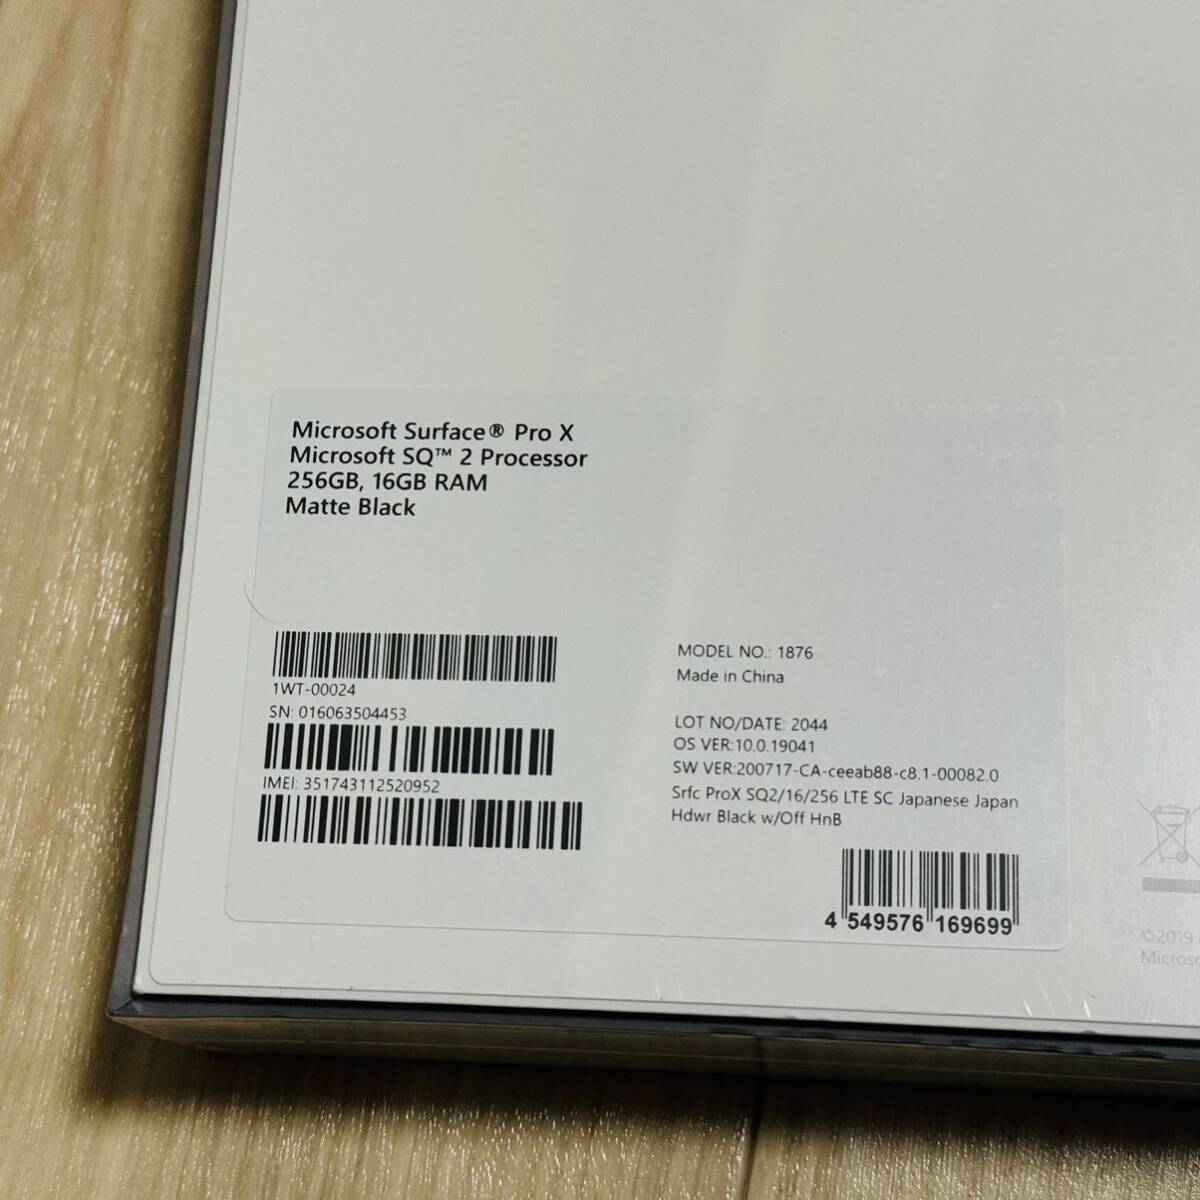 Microsoft Surface® Pro X
Microsoft SQ™ 2 Processor
256GB, 16GB RAM
Matte Black
1WT-00024
SN: 016063504453
IMEI: 351743112520952
MODEL NO.: 1876
Made in China
LOT NO/DATE: 2044
OS VER:10.0.19041
SW VER:200717-CA-ceeab88-c8.1-00082.0
Srfc ProX SQ2/16/256 LTE SC Japanese Japan
Hdwr Black w/Off HnB
4 549576 169699
©2019